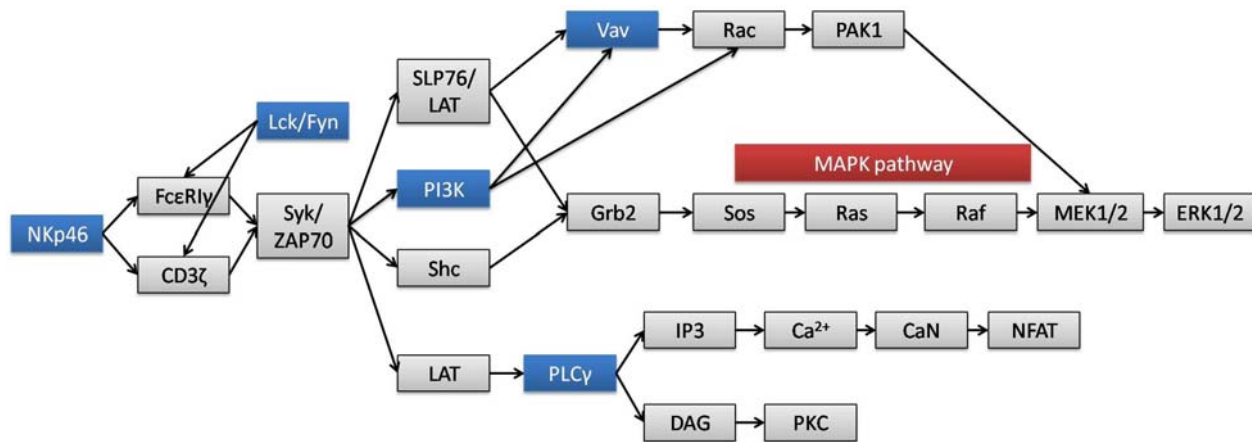 Vav
Rac
PAK1
SLP76/
LAT
Lck/Fyn
MAPK pathway
FcεRIγ
PI3K
Syk/
ZAP70
Grb2
Sos
Ras
Raf
MEK1/2
ERK1/2
NKp46
CD3ζ
Shc
IP3
Ca²⁺
CaN
NFAT
LAT
PLCγ
DAG
PKC